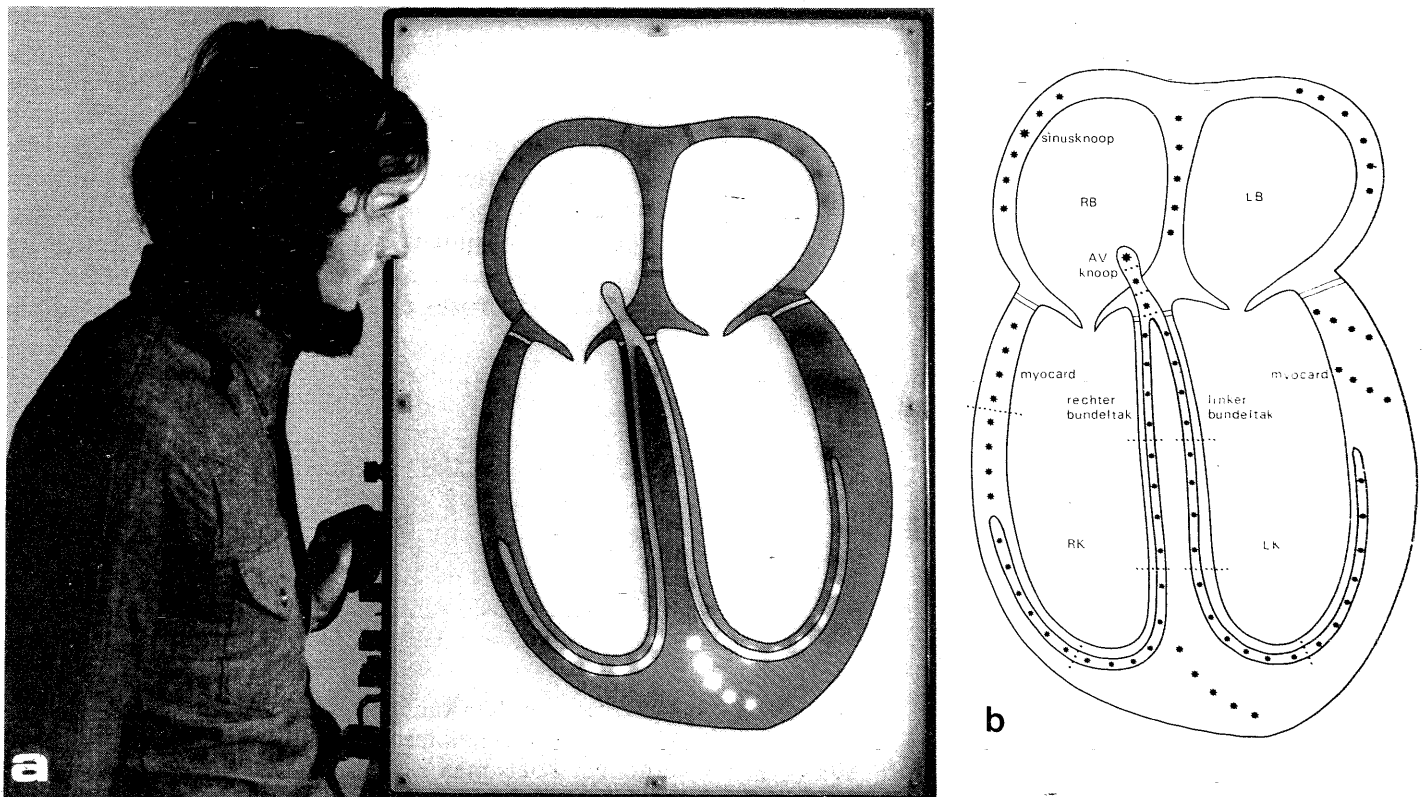 a
sinusknoop
RB
LB
AV
knoop
myocard
myocard
rechter
bundeltak
linker
bundeltak
RK
LK
b